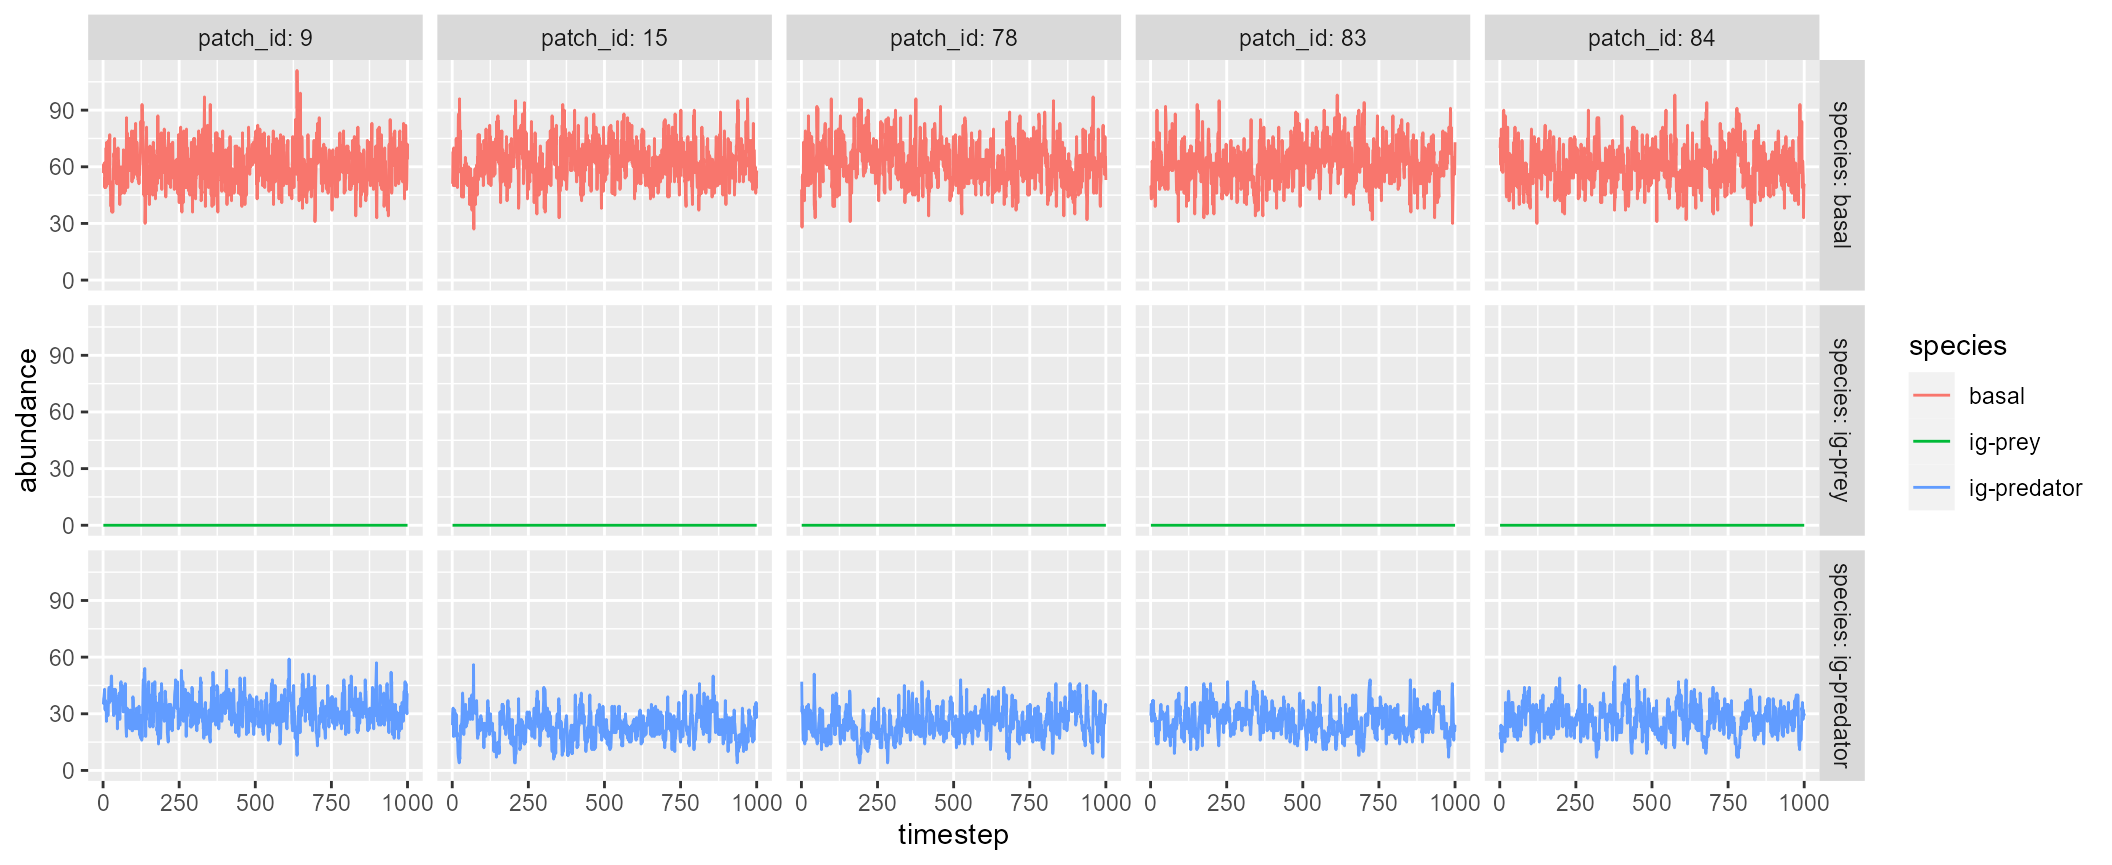 patch_id: 9
patch_id: 15
patch_id: 78
patch_id: 83
patch_id: 84
90
60
30
0
species: basal
90
60
30
0
species: ig-prey
90
60
30
0
species: ig-predator
0 250 500 750 1000
0 250 500 750 1000
0 250 500 750 1000
0 250 500 750 1000
0 250 500 750 1000
timestep
abundance
species
basal
ig-prey
ig-predator